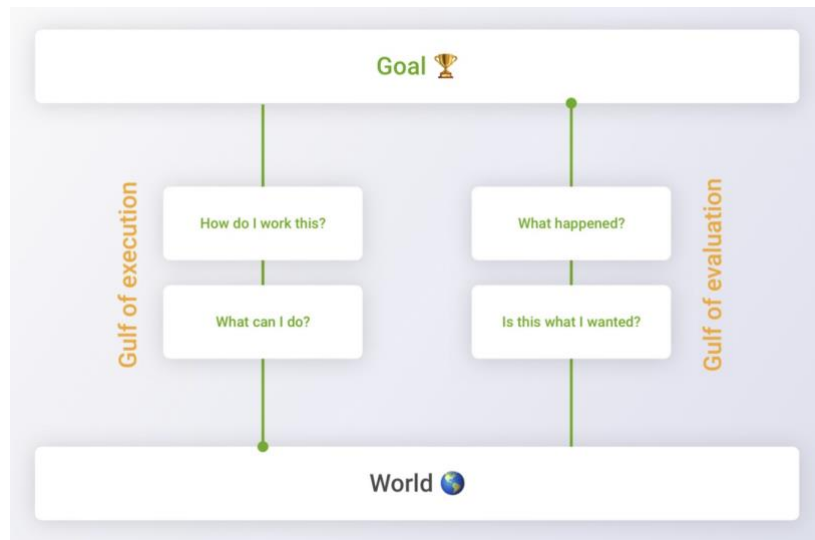 Goal 🏆
Gulf of execution
How do I work this?
What can I do?
What happened?
Is this what I wanted?
Gulf of evaluation
World 🌎